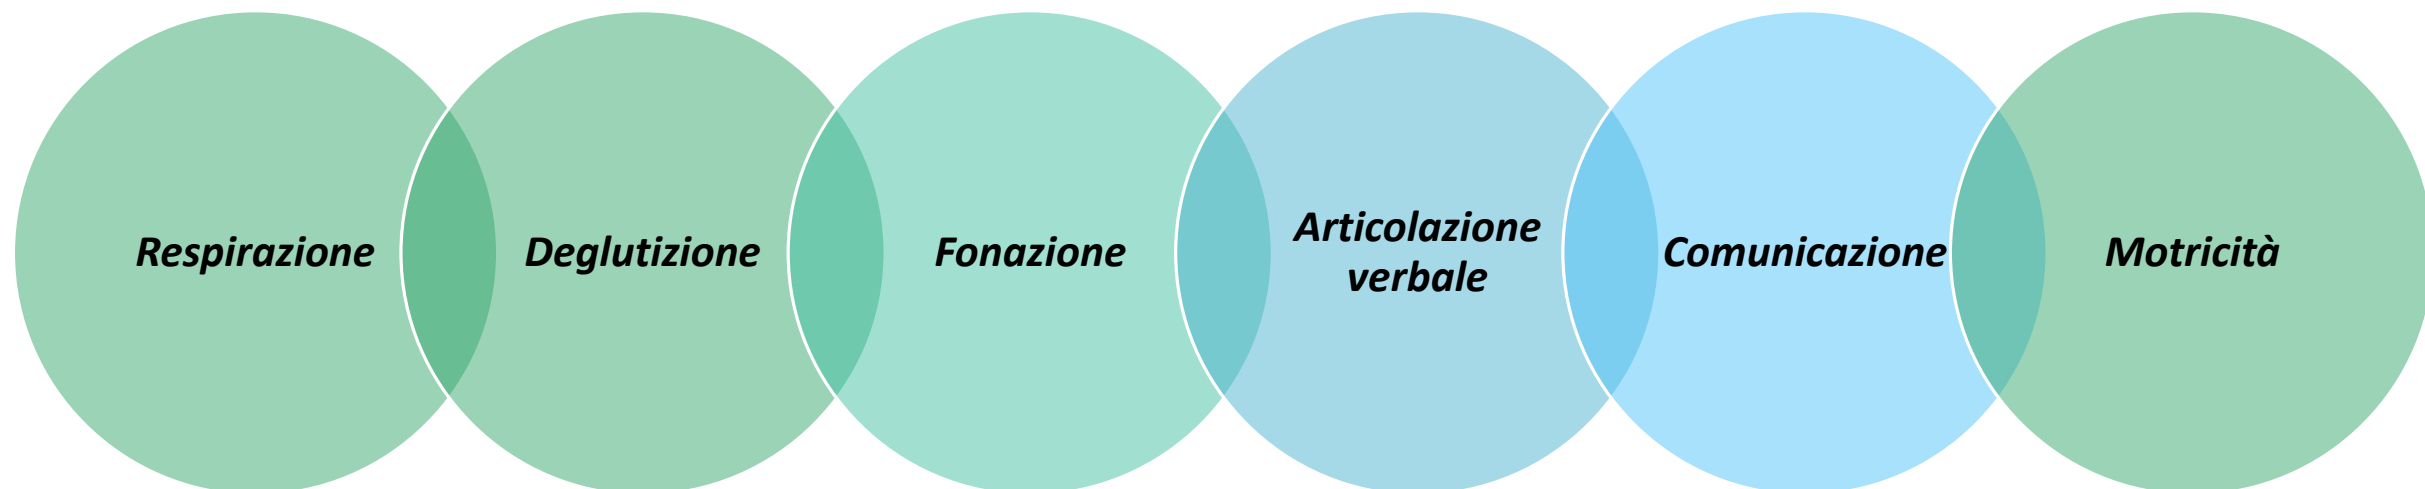 Respirazione
Deglutizione
Fonazione
Articolazione
verbale
Comunicazione
Motricità